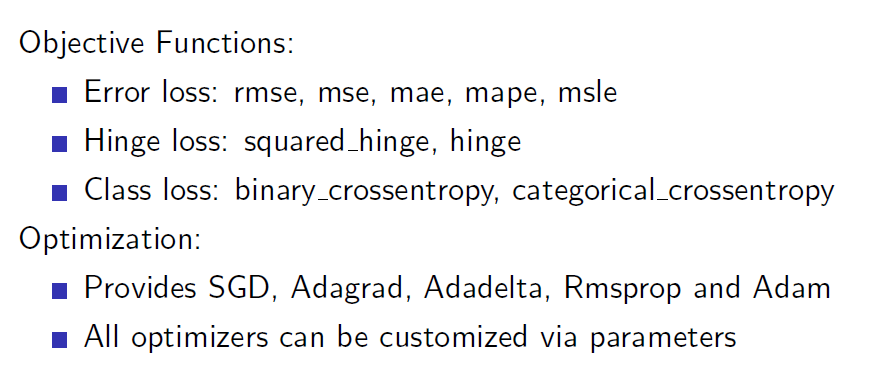 Objective Functions:
Error loss: rmse, mse, mae, mape, msle
Hinge loss: squared_hinge, hinge
Class loss: binary_crossentropy, categorical_crossentropy
Optimization:
Provides SGD, Adagrad, Adadelta, Rmsprop and Adam
All optimizers can be customized via parameters